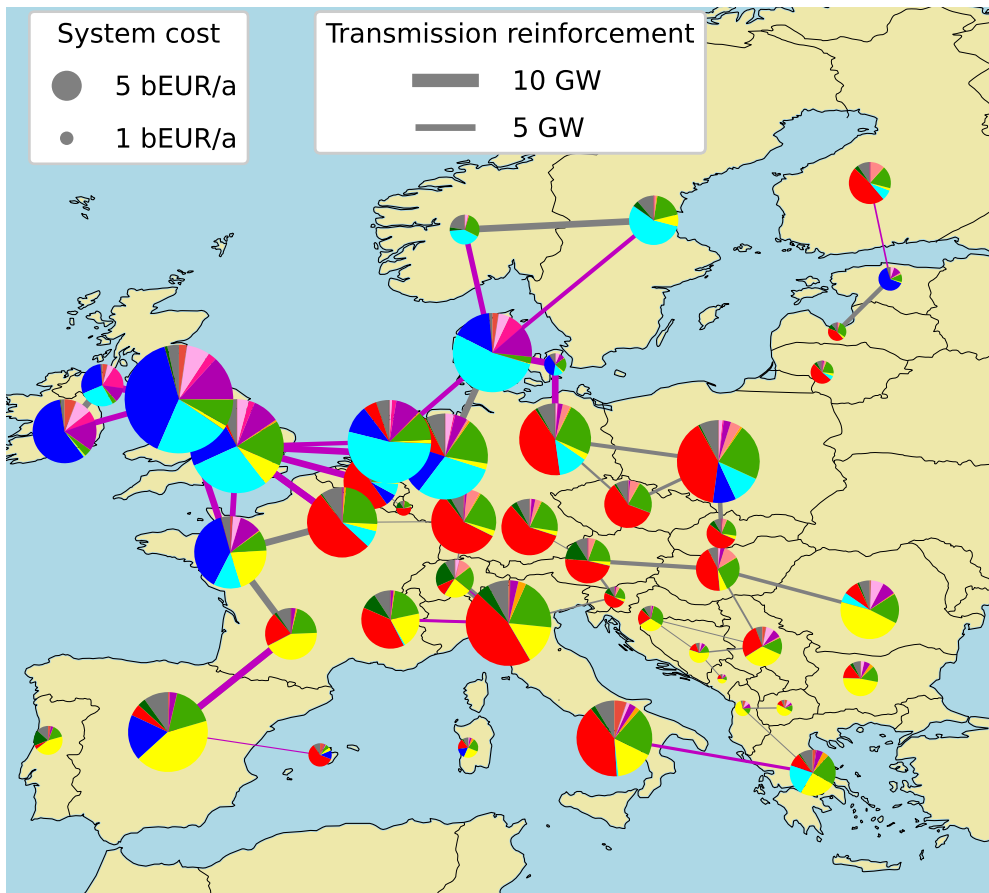 System cost
5 bEUR/a
1 bEUR/a
Transmission reinforcement
10 GW
5 GW